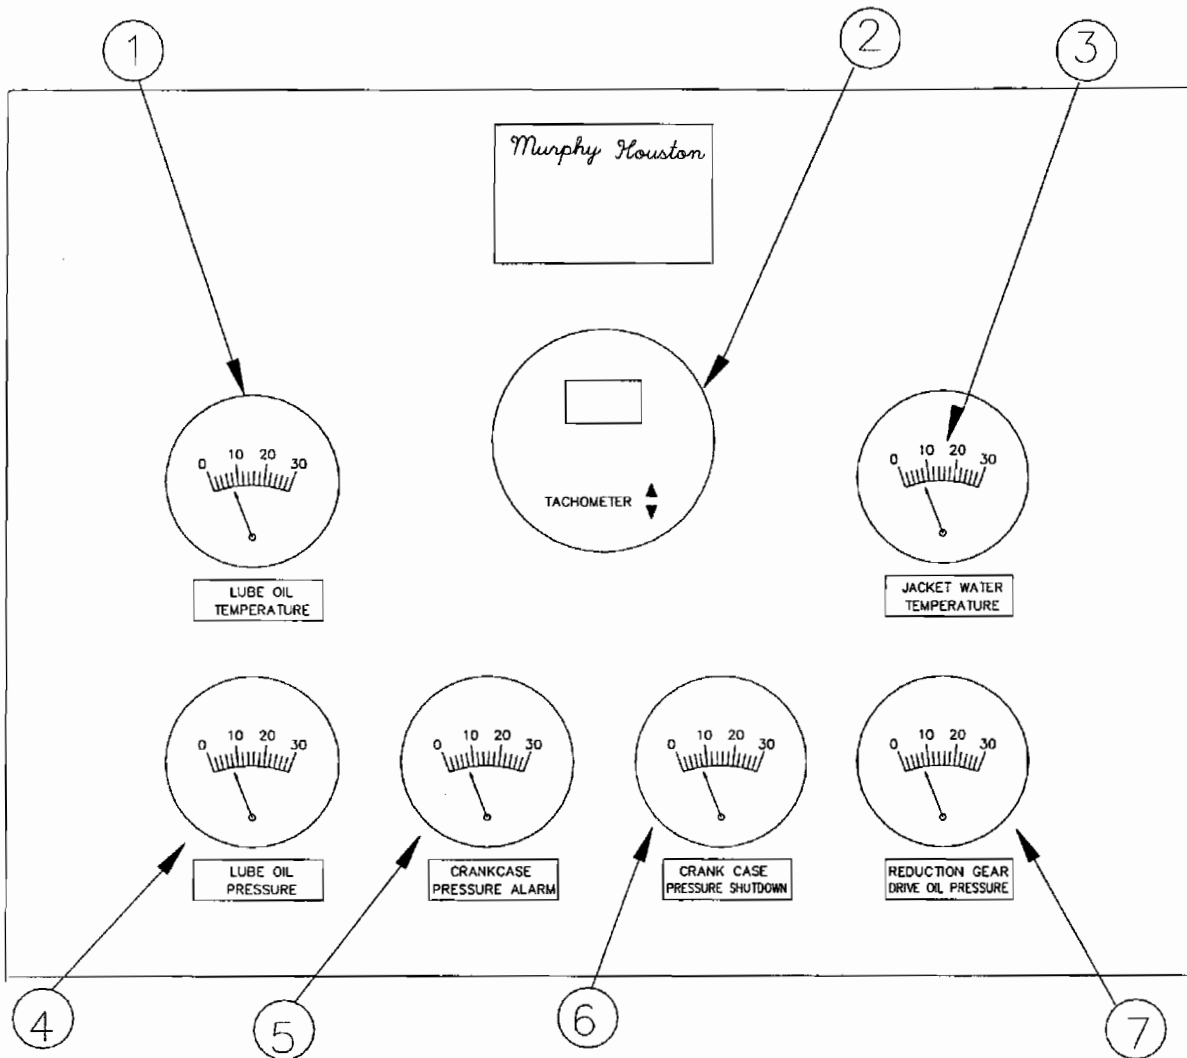 1
2
3
Murphy Houston
0 10 20 30
TACHOMETER
0 10 20 30
LUBE OIL
TEMPERATURE
JACKET WATER
TEMPERATURE
0 10 20 30
0 10 20 30
0 10 20 30
0 10 20 30
LUBE OIL
PRESSURE
CRANKCASE
PRESSURE ALARM
CRANK CASE
PRESSURE SHUTDOWN
REDUCTION GEAR
DRIVE OIL PRESSURE
4
5
6
7